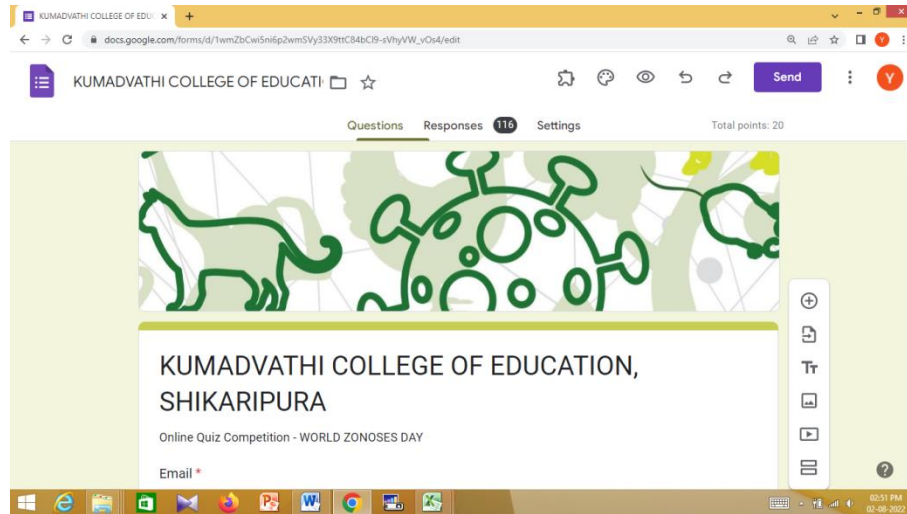 KUMADVATHI COLLEGE OF EDU
docs.google.com/forms/d/1wmZbCwi5ni6p2wmSVy33X9ttC84bCl9-sVhyVW_vOs4/edit
KUMADVATHI COLLEGE OF EDUCATI
Send
Y
Questions Responses 116 Settings Total points: 20
KUMADVATHI COLLEGE OF EDUCATION,
SHIKARIPURA
Online Quiz Competition - WORLD ZONOSES DAY
Email *
02:51 PM
02-08-2022